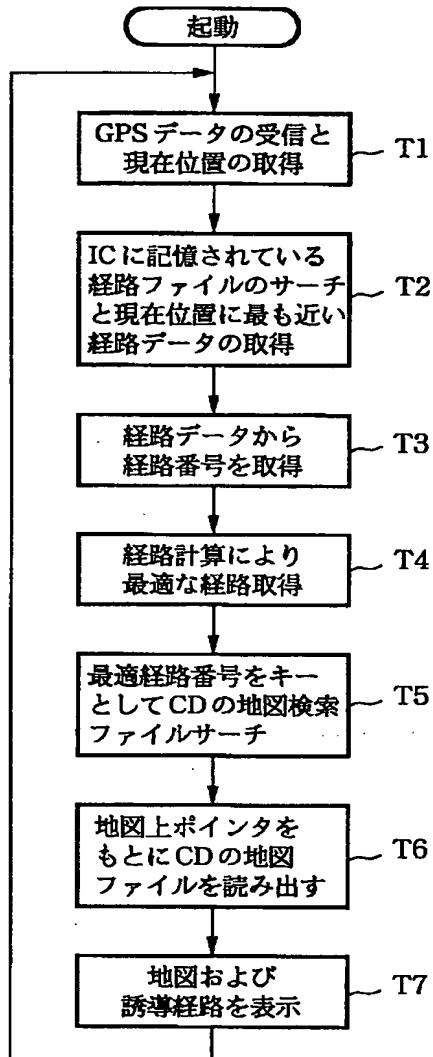 起動
GPSデータの受信と
現在位置の取得
T1
ICに記憶されている
経路ファイルのサーチ
と現在位置に最も近い
経路データの取得
T2
経路データから
経路番号を取得
T3
経路計算により
最適な経路取得
T4
最適経路番号をキー
としてCDの地図検索
ファイルサーチ
T5
地図上ポインタを
もとにCDの地図
ファイルを読み出す
T6
地図および
誘導経路を表示
T7